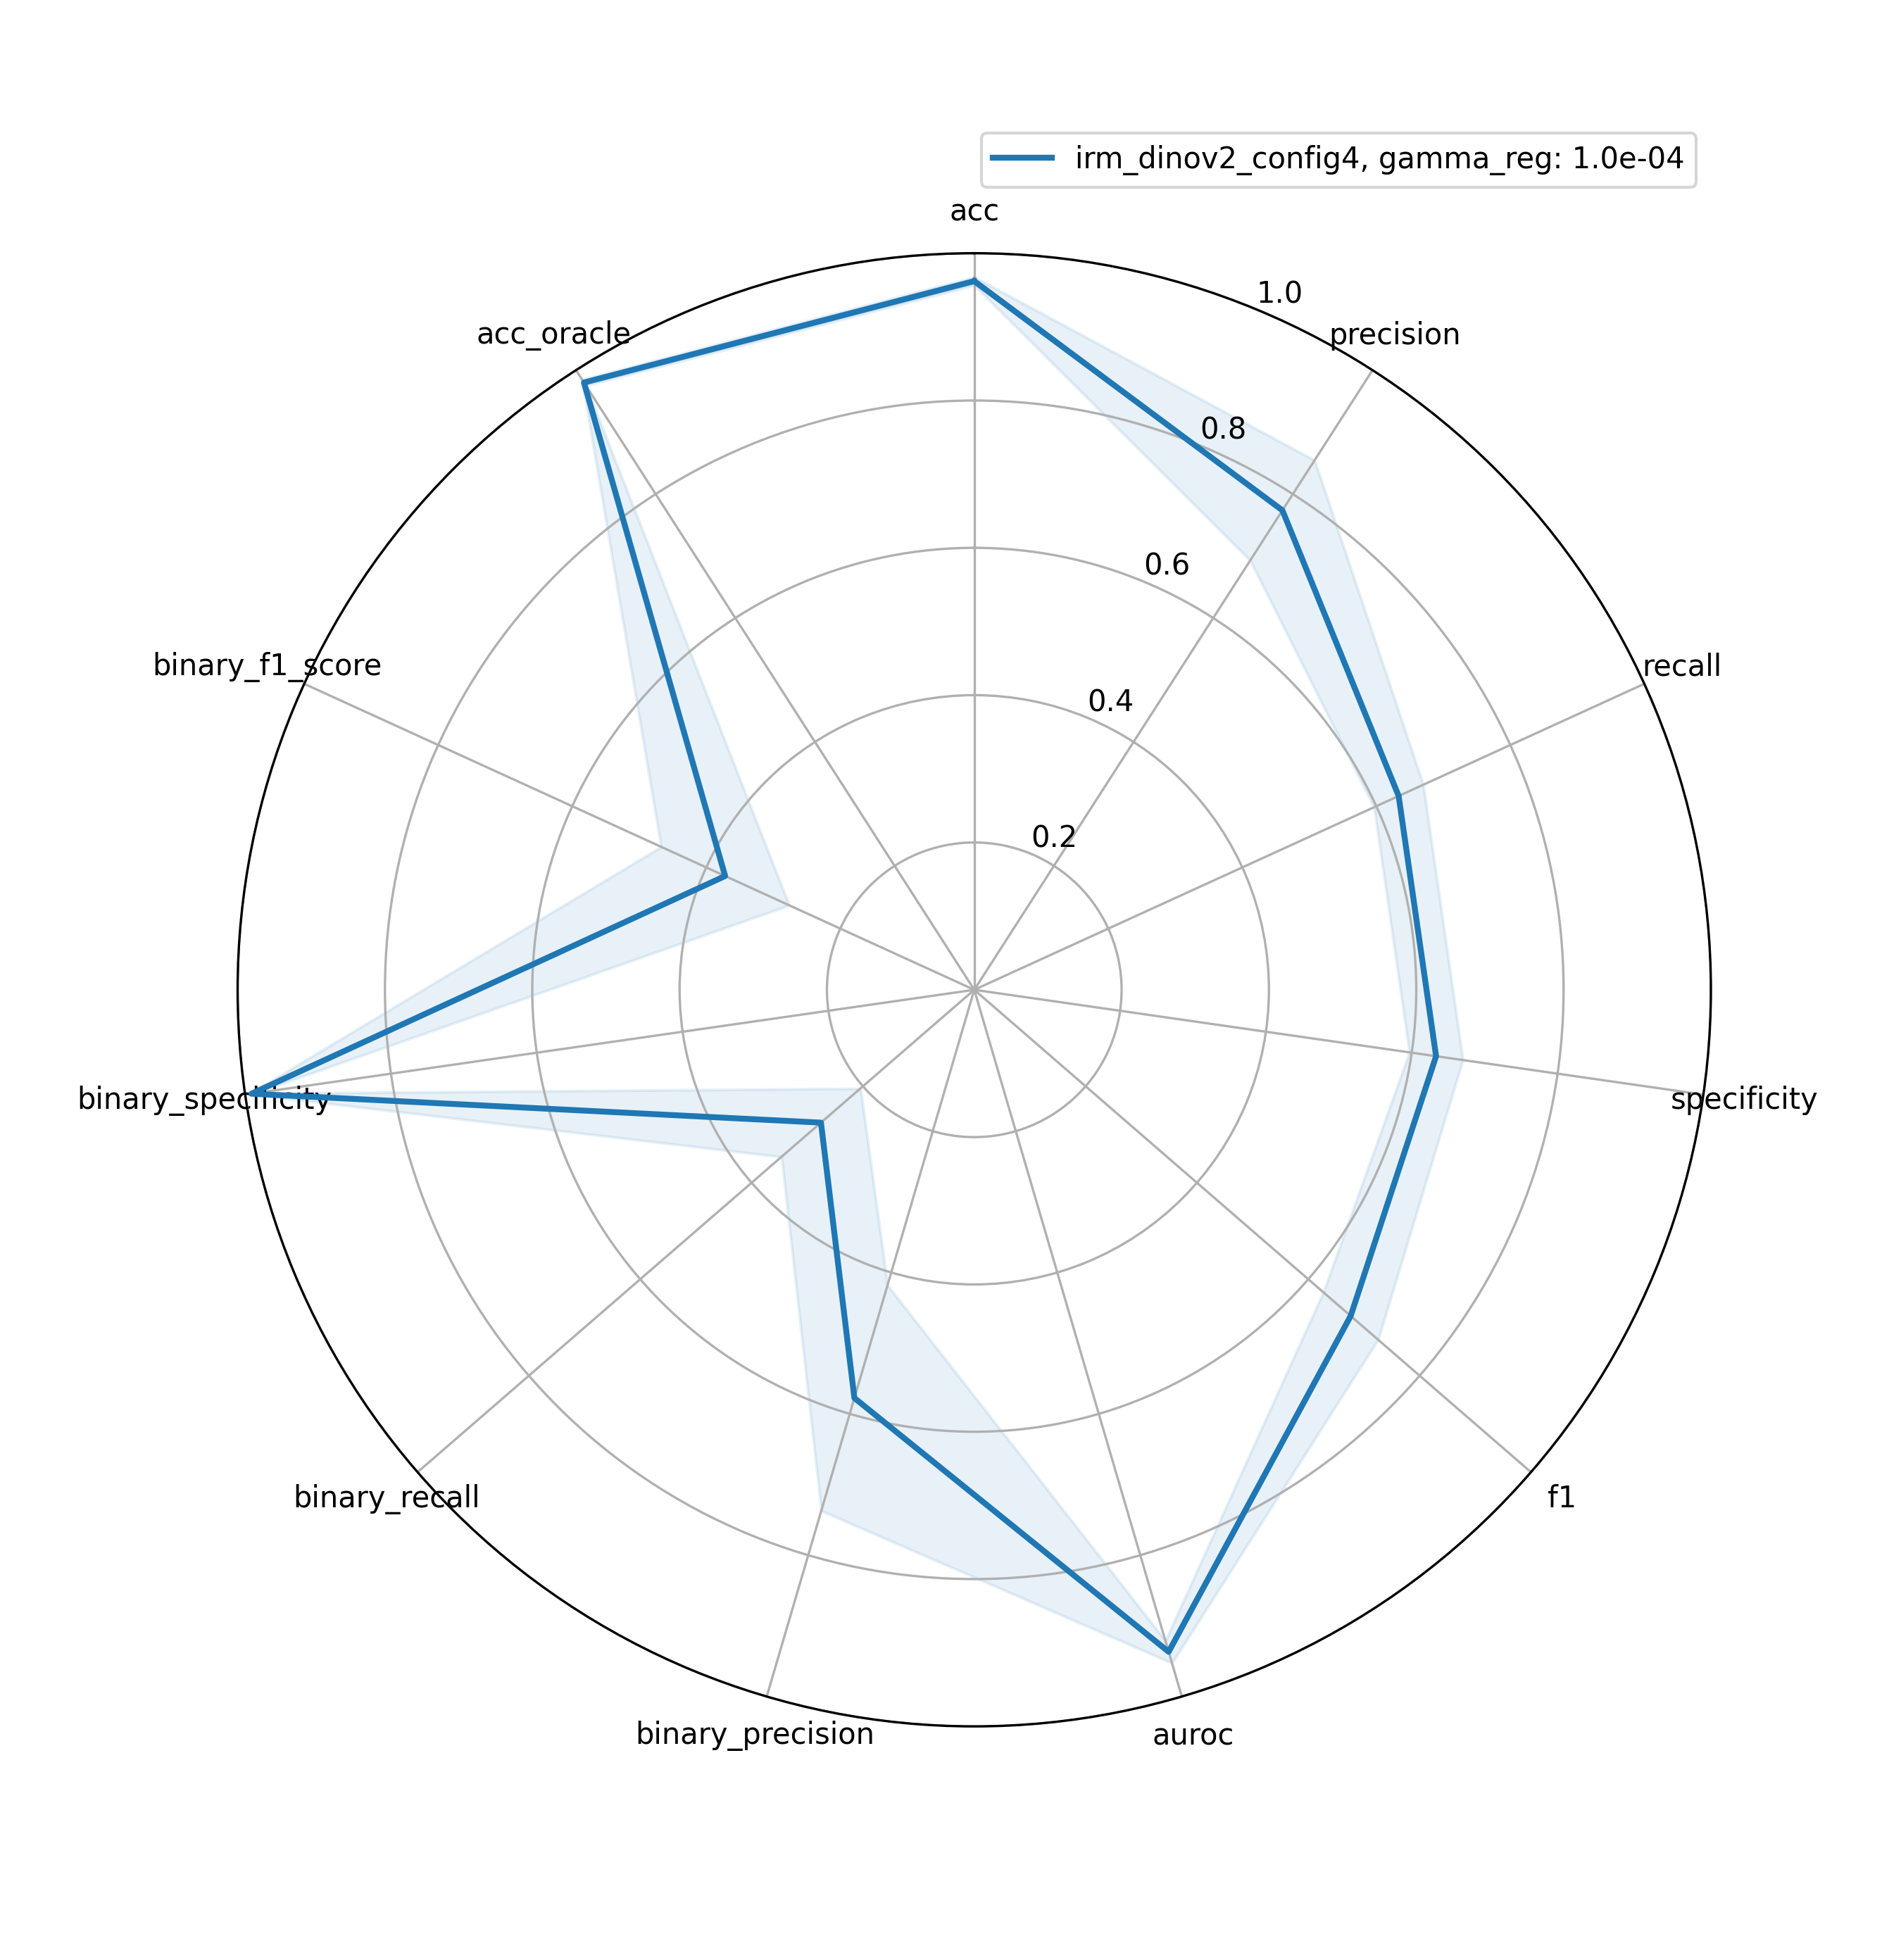 irm_dinov2_config4, gamma_reg: 1.0e-04
acc
1.0
acc_oracle
precision
0.8
0.6
binary_f1_score
recall
0.4
0.2
binary_specificity
specificity
binary_recall
f1
binary_precision
auroc